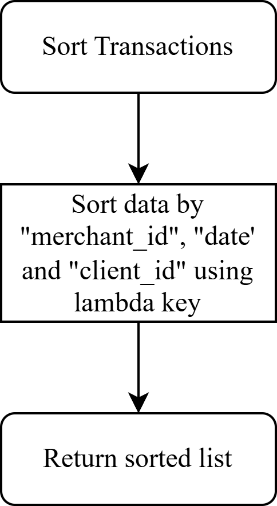 Sort Transactions
Sort data by
"merchant_id", "date'
and "client_id" using
lambda key
Return sorted list